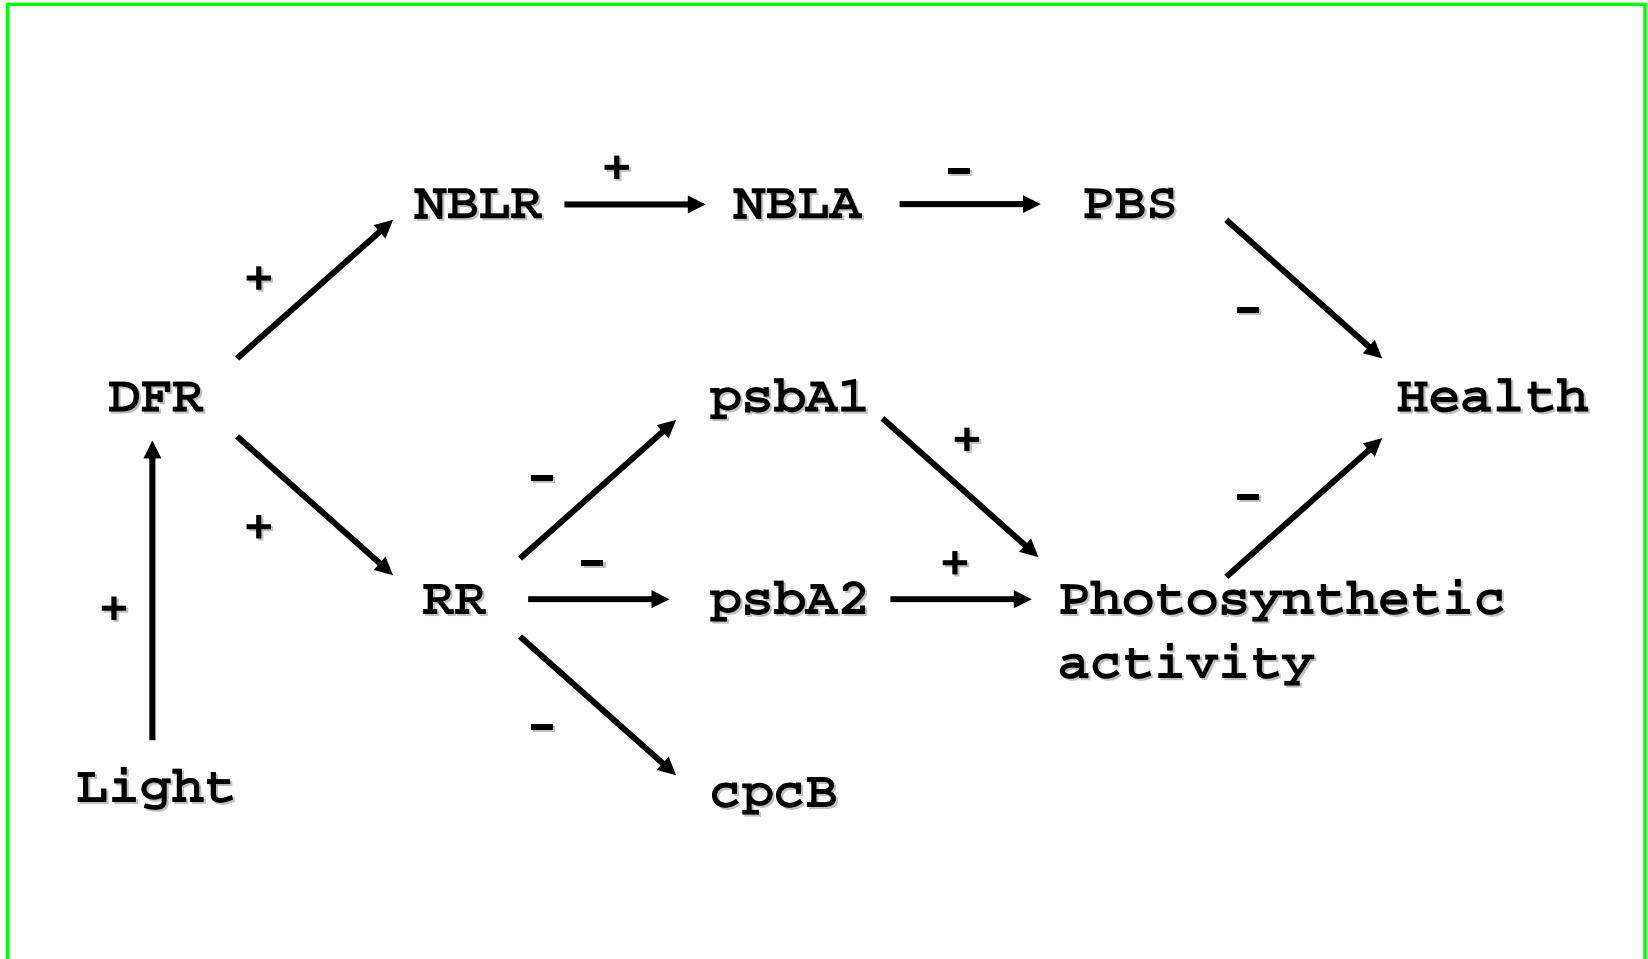 + -
NBLR NBLA PBS
+ -
DFR psbA1 Health
+
- -
+
- +
RR psbA2 Photosynthetic
+
activity
-
Light cpcB